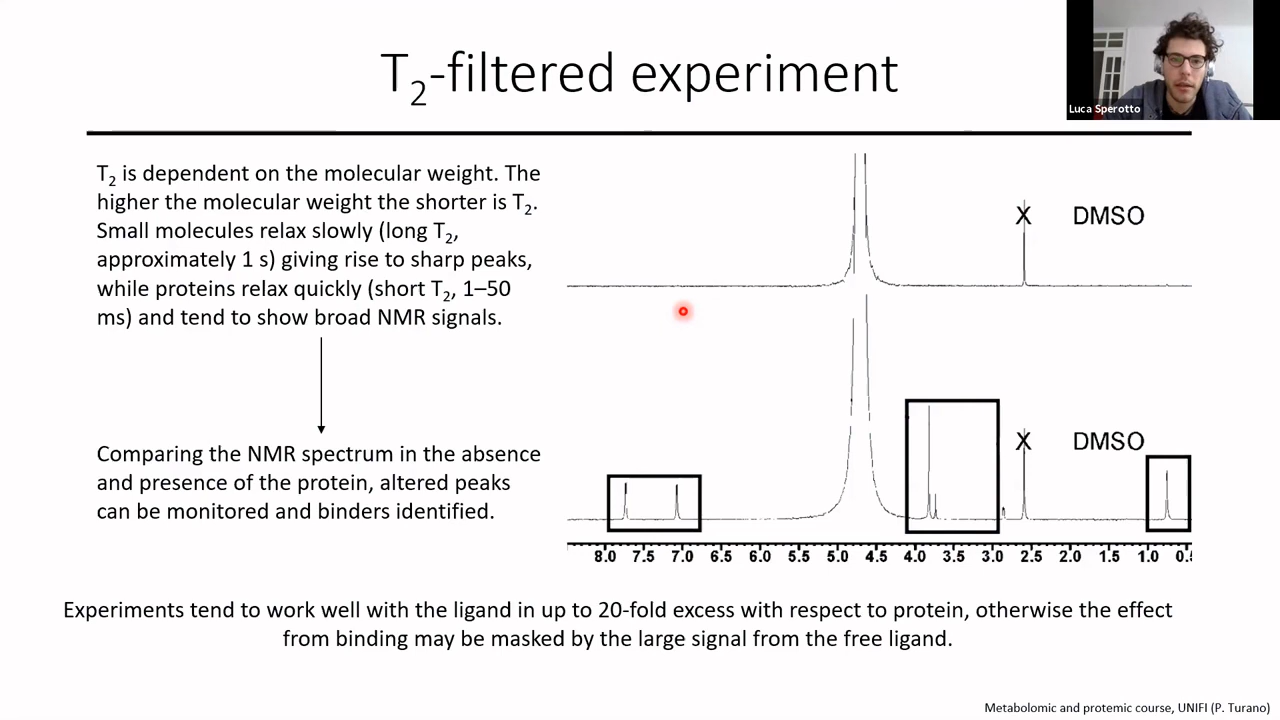 T₂-filtered experiment
Luca Sperotto
T₂ is dependent on the molecular weight. The
higher the molecular weight the shorter is T₂.
Small molecules relax slowly (long T₂,
approximately 1 s) giving rise to sharp peaks,
while proteins relax quickly (short T₂, 1–50
ms) and tend to show broad NMR signals.
Comparing the NMR spectrum in the absence
and presence of the protein, altered peaks
can be monitored and binders identified.
X DMSO
X DMSO
8.0 7.5 7.0 6.5 6.0 5.5 5.0 4.5 4.0 3.5 3.0 2.5 2.0 1.5 1.0 0.5
Experiments tend to work well with the ligand in up to 20-fold excess with respect to protein, otherwise the effect
from binding may be masked by the large signal from the free ligand.
Metabolomic and protemic course, UNIFI (P. Turano)